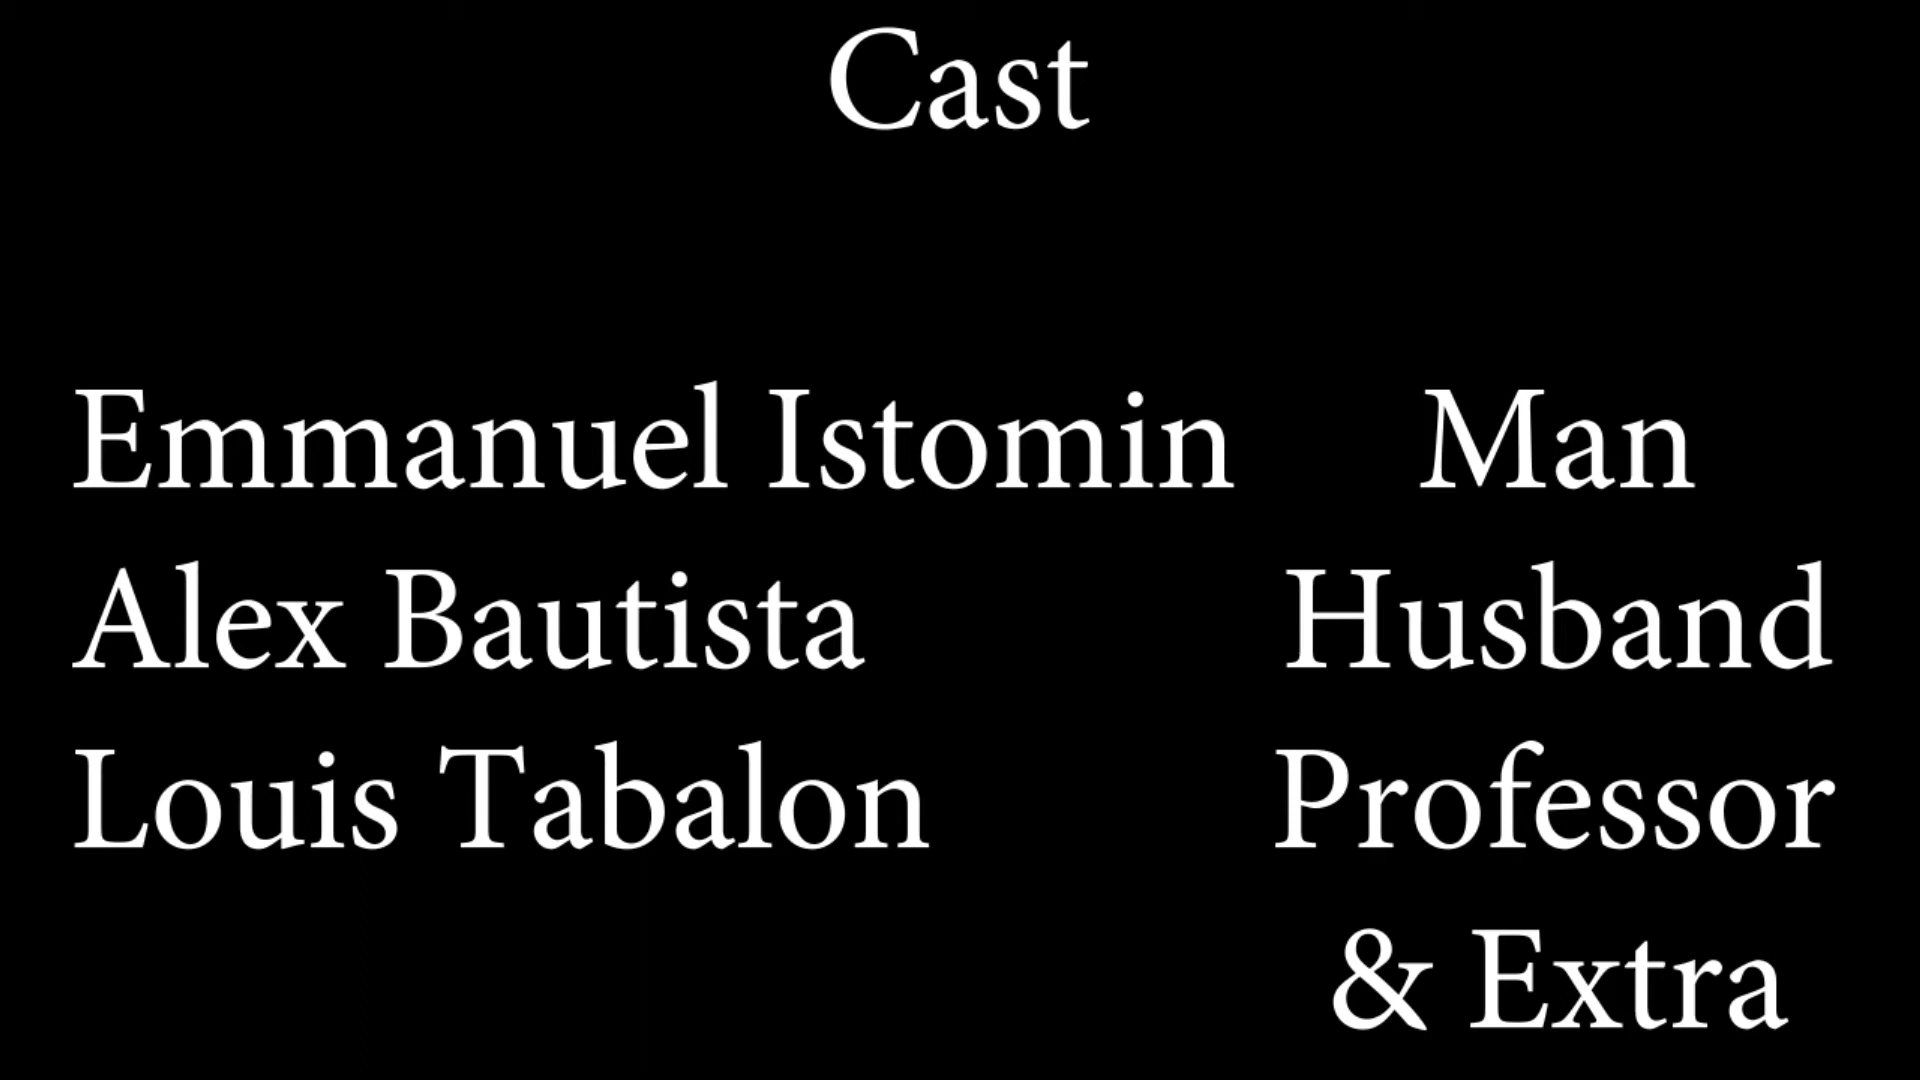 Cast
Emmanuel Istomin Man
Alex Bautista Husband
Louis Tabalon Professor
& Extra